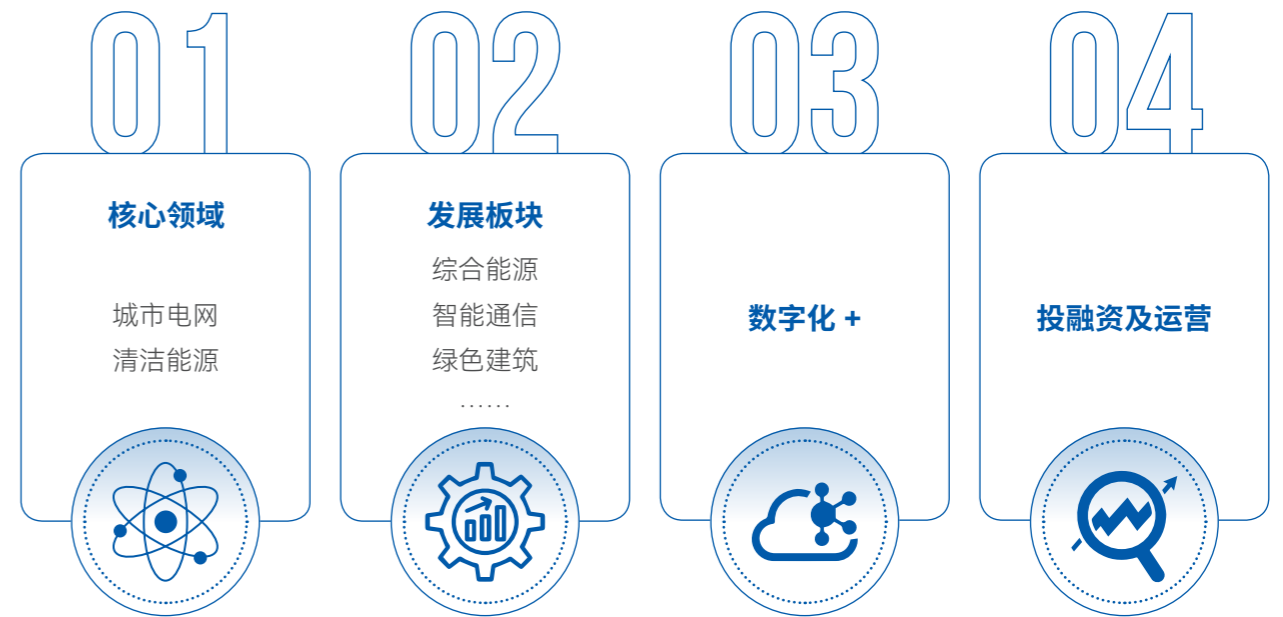 01
核心领域
城市电网
清洁能源
02
发展板块
综合能源
智能通信
绿色建筑
......
03
数字化 +
04
投融资及运营